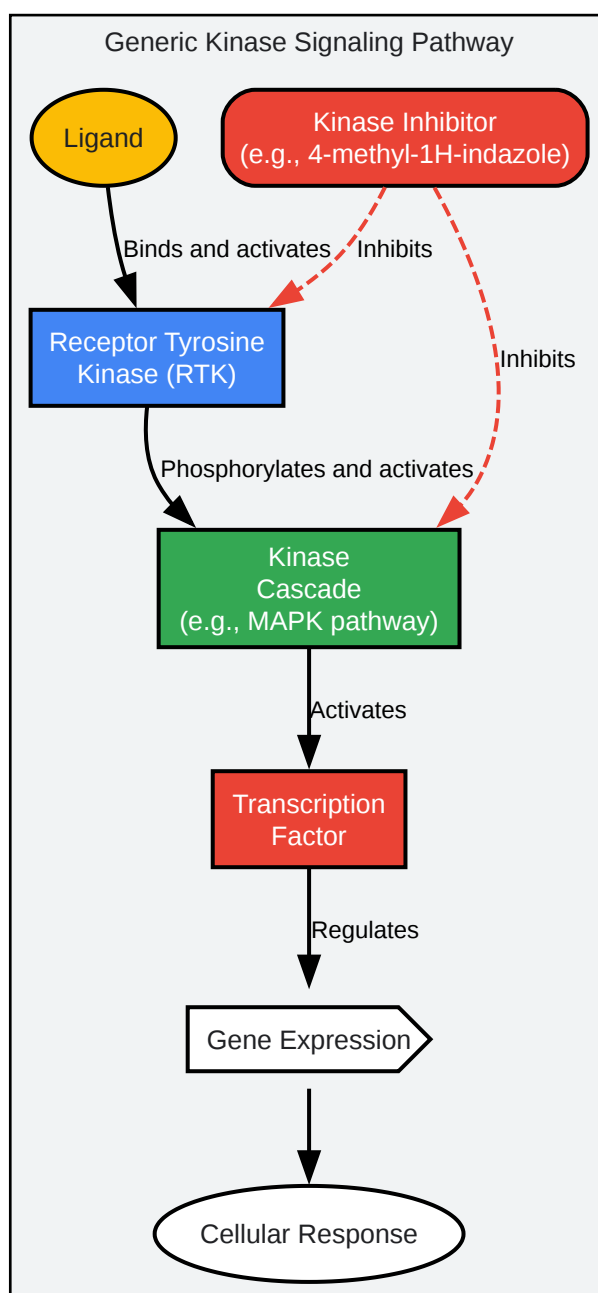 Generic Kinase Signaling Pathway
Ligand
Kinase Inhibitor
(e.g., 4-methyl-1H-indazole)
Binds and activates
Inhibits
Receptor Tyrosine
Kinase (RTK)
Inhibits
Phosphorylates and activates
Kinase
Cascade
(e.g., MAPK pathway)
Activates
Transcription
Factor
Regulates
Gene Expression
Cellular Response